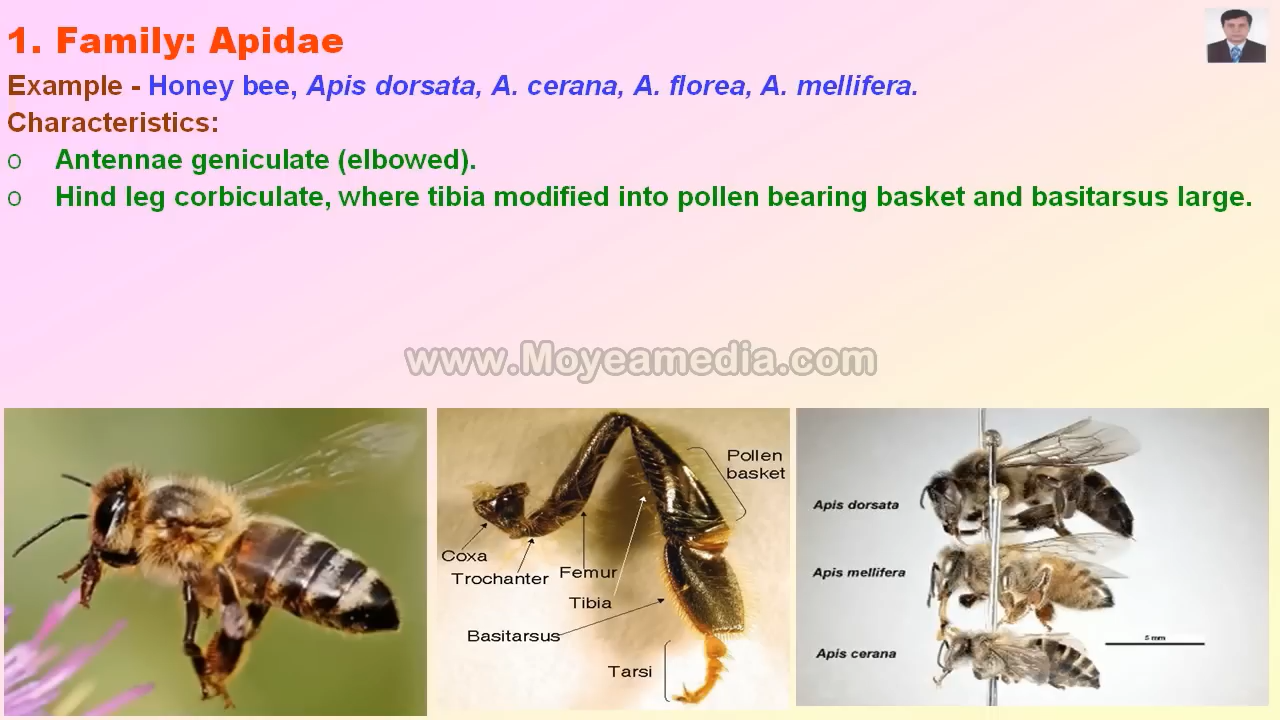 1. Family: Apidae
Example - Honey bee, Apis dorsata, A. cerana, A. florea, A. mellifera.
Characteristics:
o Antennae geniculate (elbowed).
o Hind leg corbiculate, where tibia modified into pollen bearing basket and basitarsus large.
www.Moyeamedia.com
Pollen
basket
Coxa
Trochanter
Femur
Tibia
Basitarsus
Tarsi
Apis dorsata
Apis mellifera
Apis cerana
5 mm